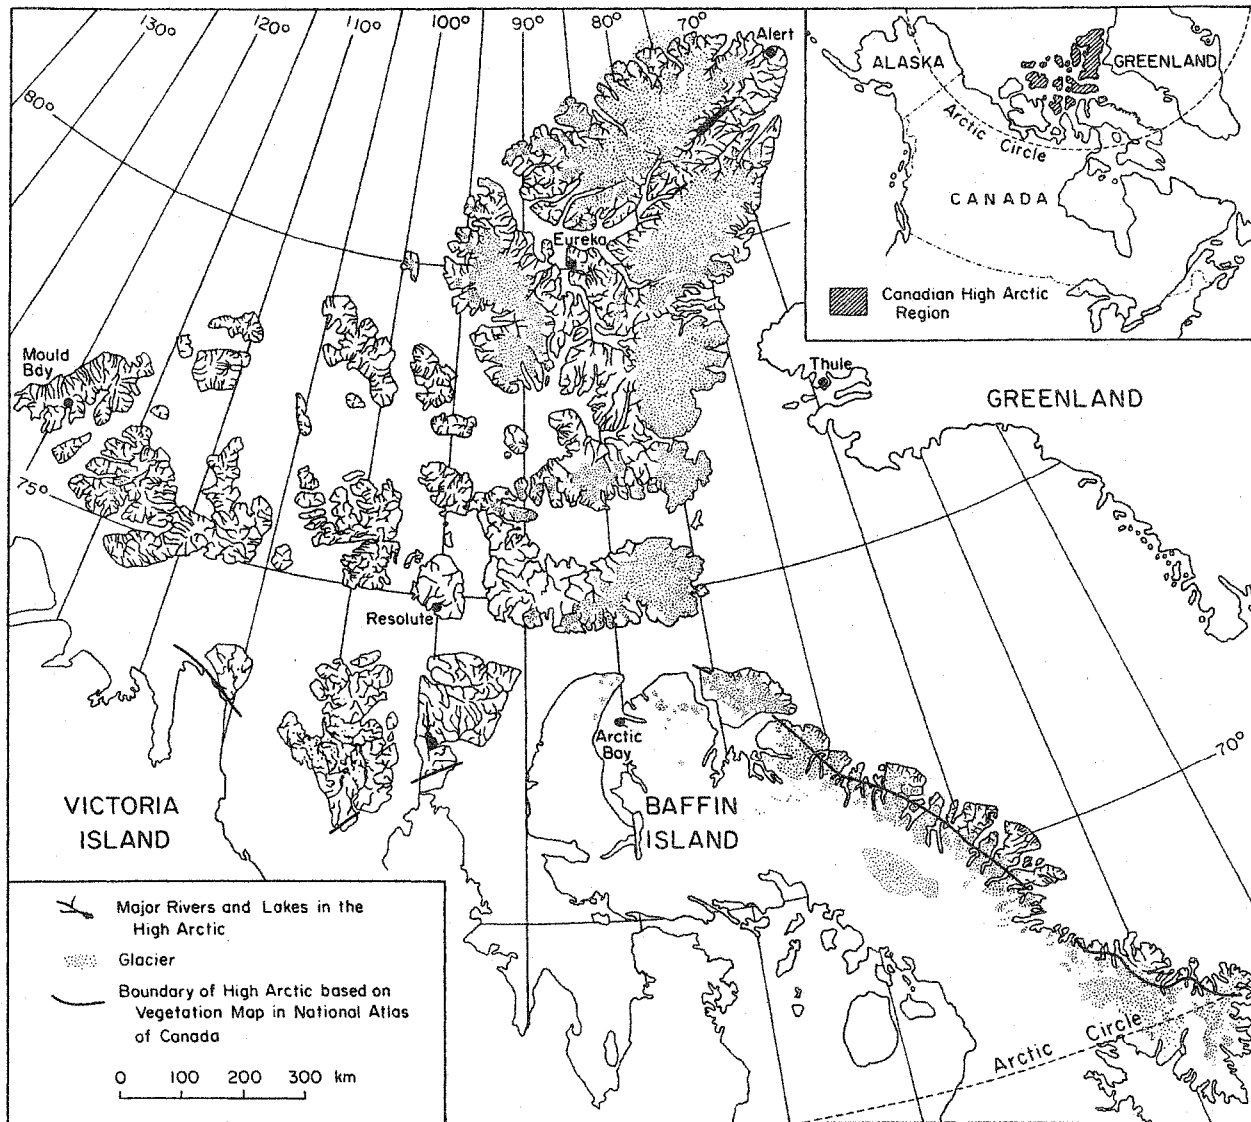 130°
120°
110°
100°
90°
80°
70°
80°
75°
70°
Alert
Eureka
Mould
Bay
Resolute
Thule
GREENLAND
Arctic
Bay
VICTORIA
ISLAND
BAFFIN
ISLAND
Arctic Circle
ALASKA
GREENLAND
Arctic Circle
CANADA
Canadian High Arctic
Region
Major Rivers and Lakes in the
High Arctic
Glacier
Boundary of High Arctic based on
Vegetation Map in National Atlas
of Canada
0 100 200 300 km